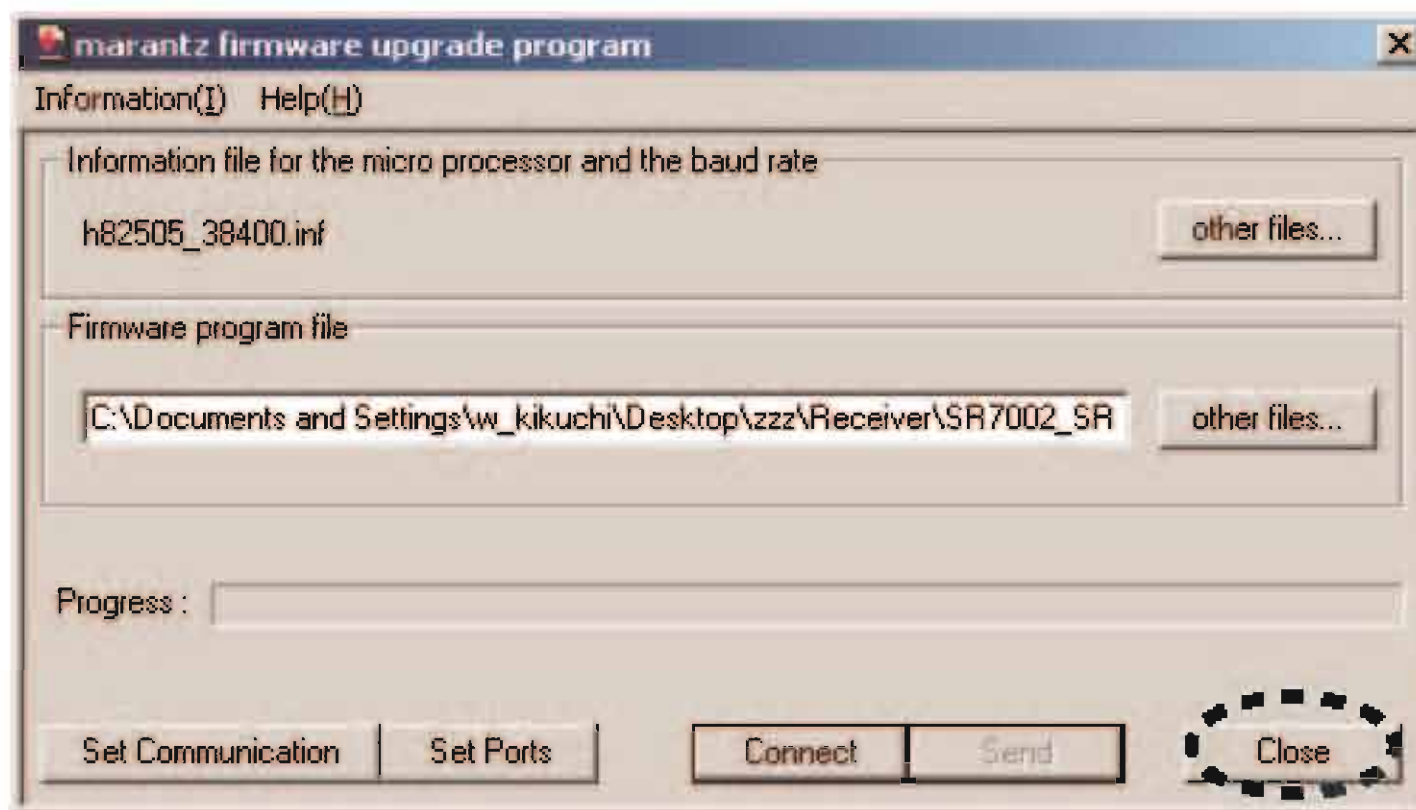 marantz firmware upgrade program
Information(I) Help(H)
Information file for the micro processor and the baud rate
h82505_38400.inf
other files...
Firmware program file
C:\Documents and Settings\w_kikuchi\Desktop\zzz\Receiver\SR7002_SR
other files...
Progress :
Set Communication Set Ports Connect Send Close